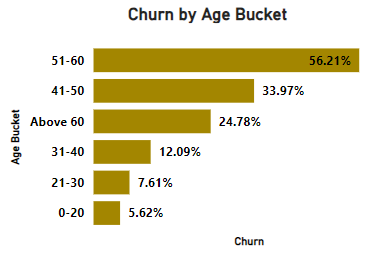 Churn by Age Bucket
51-60 56.21%
41-50 33.97%
Above 60 24.78%
31-40 12.09%
21-30 7.61%
0-20 5.62%
Age Bucket
Churn